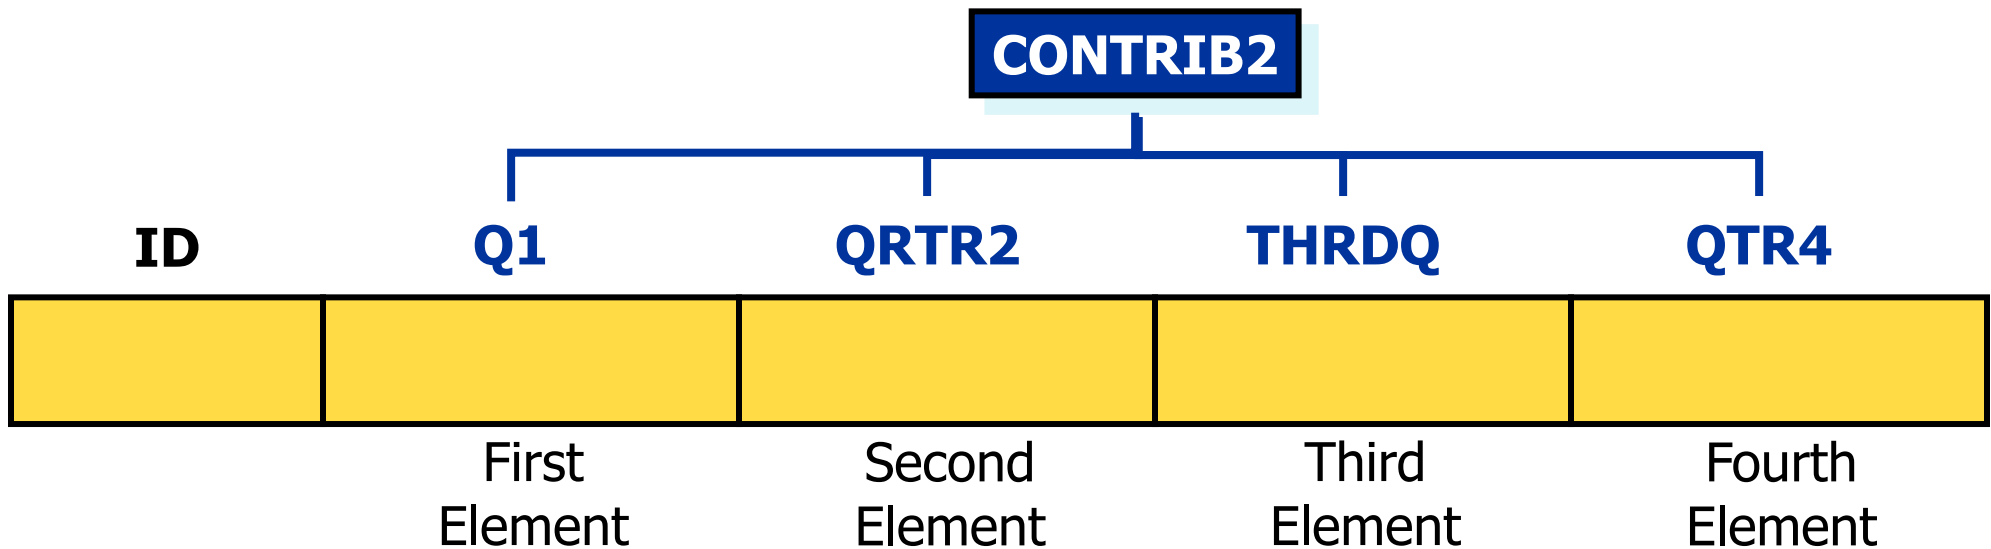 CONTRIB2
ID Q1 QRTR2 THRDQ QTR4
First Second Third Fourth
Element Element Element Element